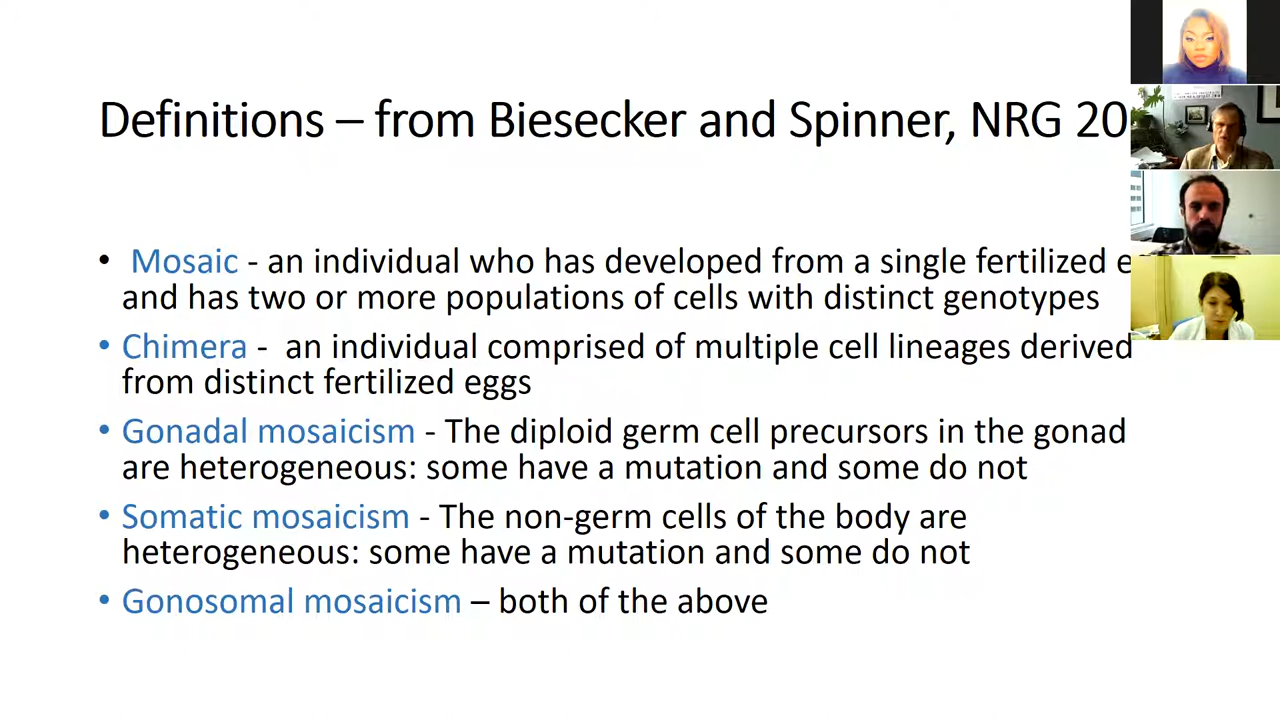 Definitions – from Biesecker and Spinner, NRG
• Mosaic - an individual who has developed from a single fertilized
and has two or more populations of cells with distinct genotypes
• Chimera - an individual comprised of multiple cell lineages derived
from distinct fertilized eggs
• Gonadal mosaicism - The diploid germ cell precursors in the gonad
are heterogeneous: some have a mutation and some do not
• Somatic mosaicism - The non-germ cells of the body are
heterogeneous: some have a mutation and some do not
• Gonosomal mosaicism – both of the above